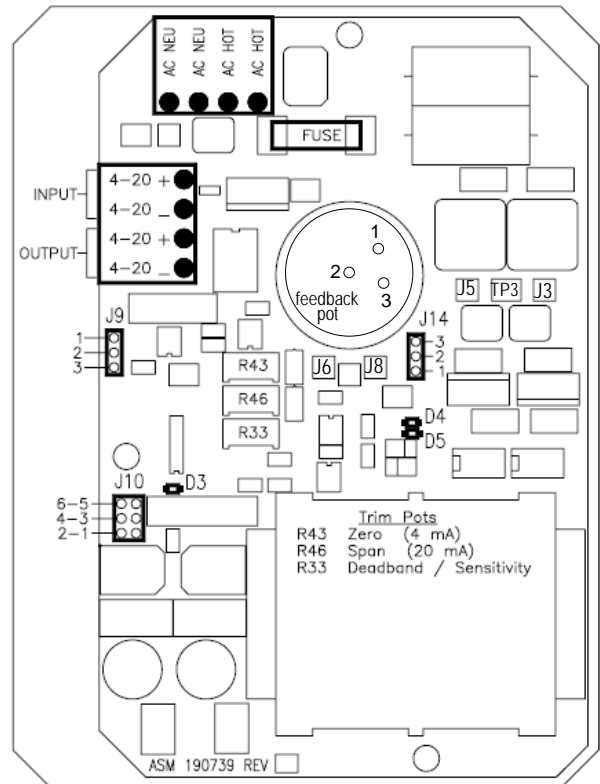 AC NEU
AC NEU
AC HOT
AC HOT
FUSE
INPUT
4-20 +
4-20 _
OUTPUT
4-20 +
4-20 _
1
2
3
feedback
pot
J5
TP3
J3
J9
1
2
3
J14
3
2
1
R43
R46
R33
J6
J8
D4
D5
J10
6-5
4-3
2-1
D3
Trim Pots
R43 Zero (4 mA)
R46 Span (20 mA)
R33 Deadband / Sensitivity
ASM 190739 REV